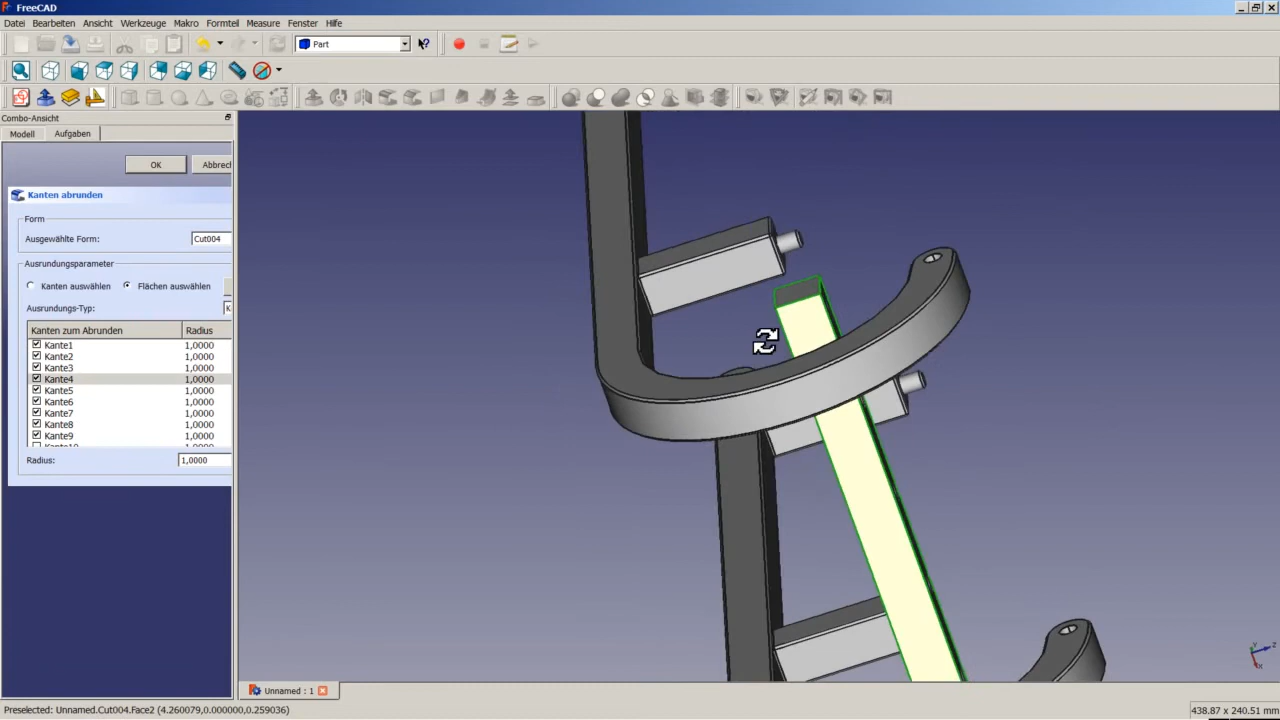 FreeCAD
Datei Bearbeiten Ansicht Werkzeuge Makro Formteil Measure Fenster Hilfe
Part
Combo-Ansicht
Modell Aufgaben
OK Abbrech
Kanten abrunden
Form
Ausgewählte Form: Cut004
Ausrundungsparameter
Kanten auswählen Flächen auswählen
Ausrundungs-Typ: K
Kanten zum Abrunden Radius
Kante1 1,0000
Kante2 1,0000
Kante3 1,0000
Kante4 1,0000
Kante5 1,0000
Kante6 1,0000
Kante7 1,0000
Kante8 1,0000
Kante9 1,0000
Kante10
Radius: 1,0000
Unnamed : 1
Preselected: Unnamed.Cut004.Face2 (4.260079,0.000000,0.259036)
438.87 x 240.51 mm